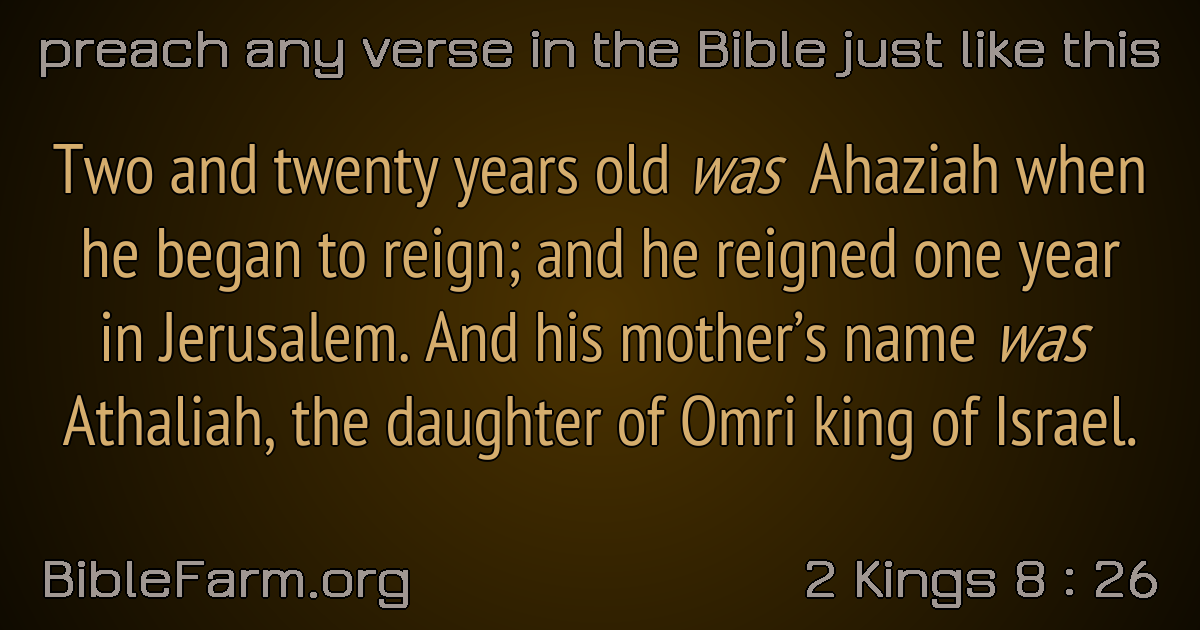 preach any verse in the Bible just like this
Two and twenty years old was Ahaziah when
he began to reign; and he reigned one year
in Jerusalem. And his mother’s name was
Athaliah, the daughter of Omri king of Israel.
BibleFarm.org
2 Kings 8 : 26